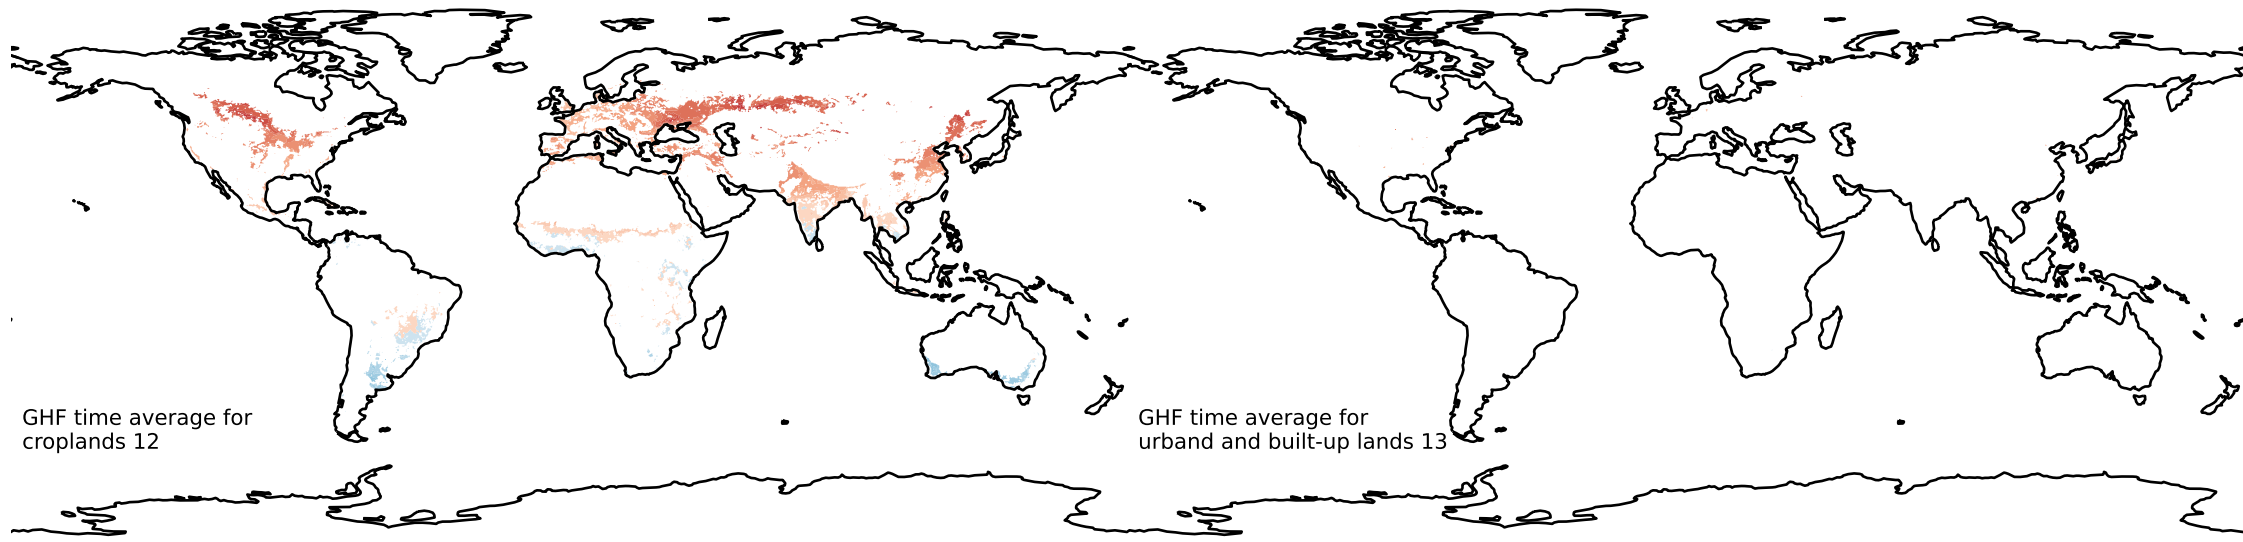 GHF time average for
croplands 12
GHF time average for
urband and built-up lands 13